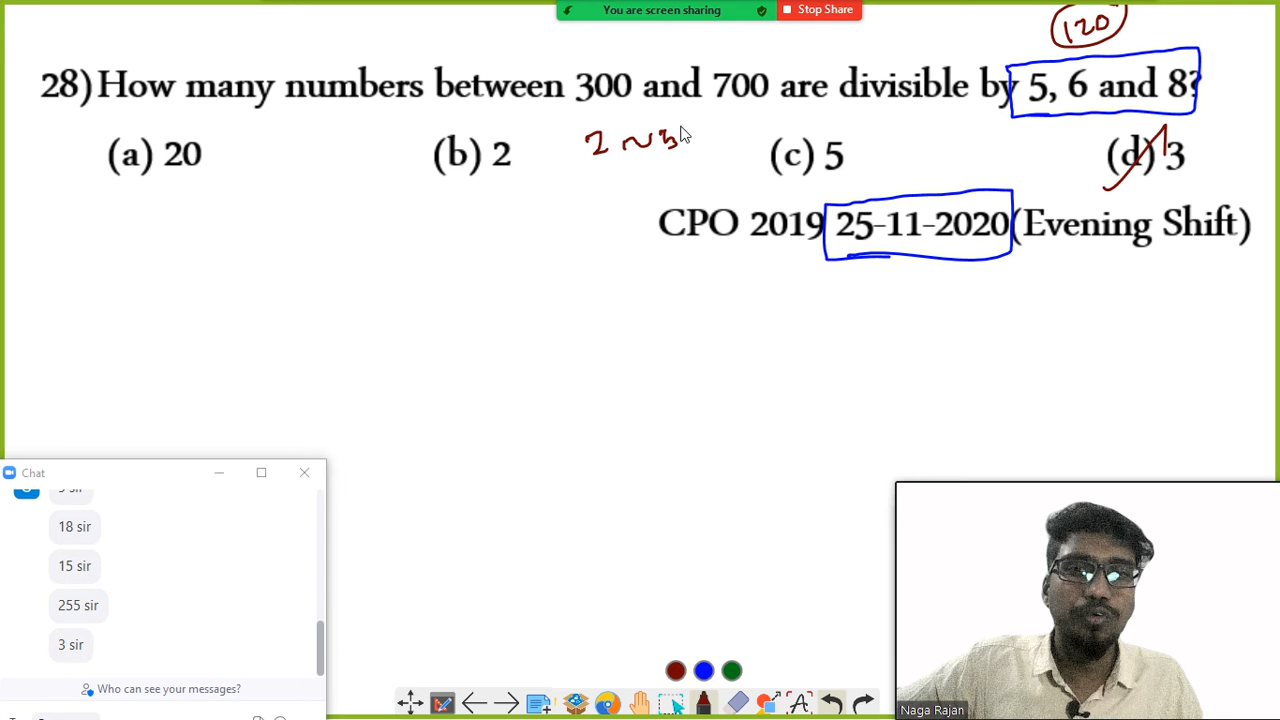 You are screen sharing
Stop Share
120
28) How many numbers between 300 and 700 are divisible by 5, 6 and 8?
(a) 20 (b) 2 (c) 5 (d) 3
CPO 2019 25-11-2020(Evening Shift)
Chat
18 sir
15 sir
255 sir
3 sir
Who can see your messages?
Naga Rajan